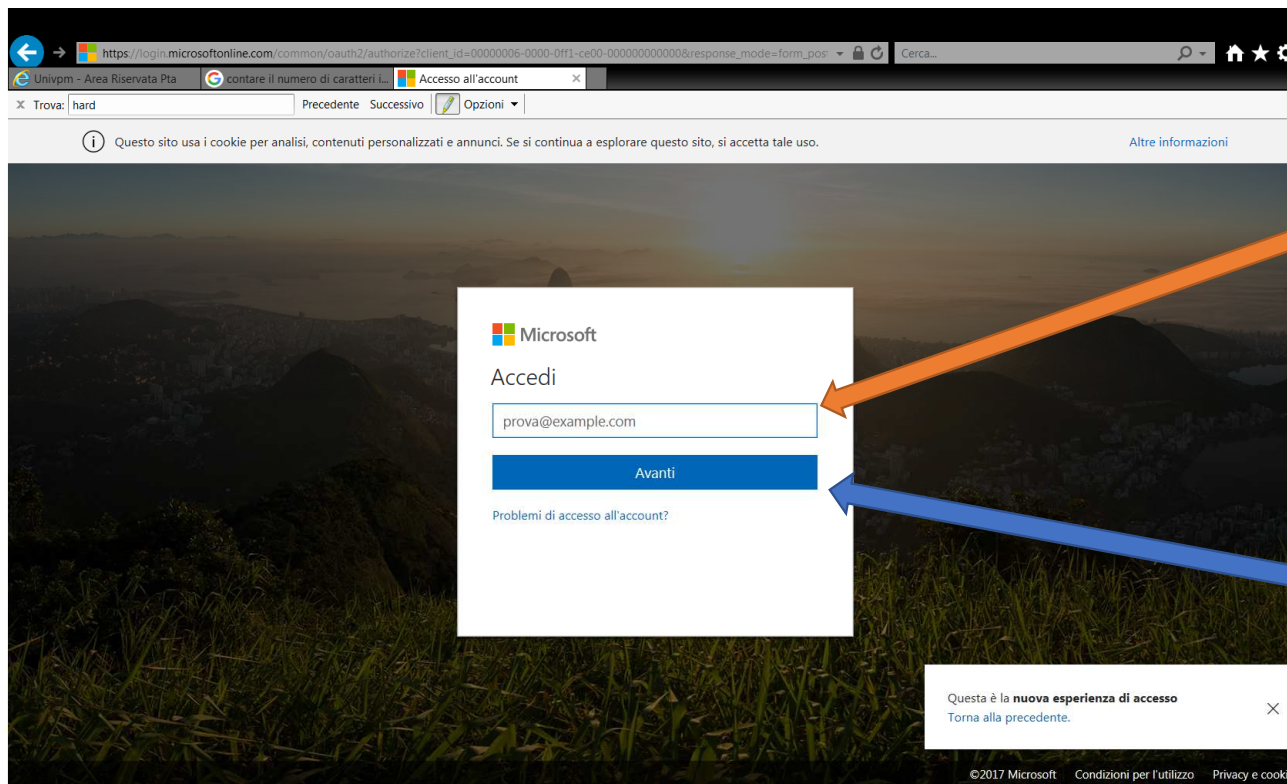 https://login.microsoftonline.com/common/oauth2/authorize?client_id=00000006-0000-0ff1-ce00-000000000000&response_mode=form_pos
Cerca...
Univpm - Area Riservata Pta
contare il numero di caratteri i...
Accesso all'account
x Trova: hard Precedente Successivo Opzioni
Questo sito usa i cookie per analisi, contenuti personalizzati e annunci. Se si continua a esplorare questo sito, si accetta tale uso.
Altre informazioni
Microsoft
Accedi
prova@example.com
Avanti
Problemi di accesso all'account?
Questa è la nuova esperienza di accesso
Torna alla precedente.
©2017 Microsoft Condizioni per l'utilizzo Privacy e cooki